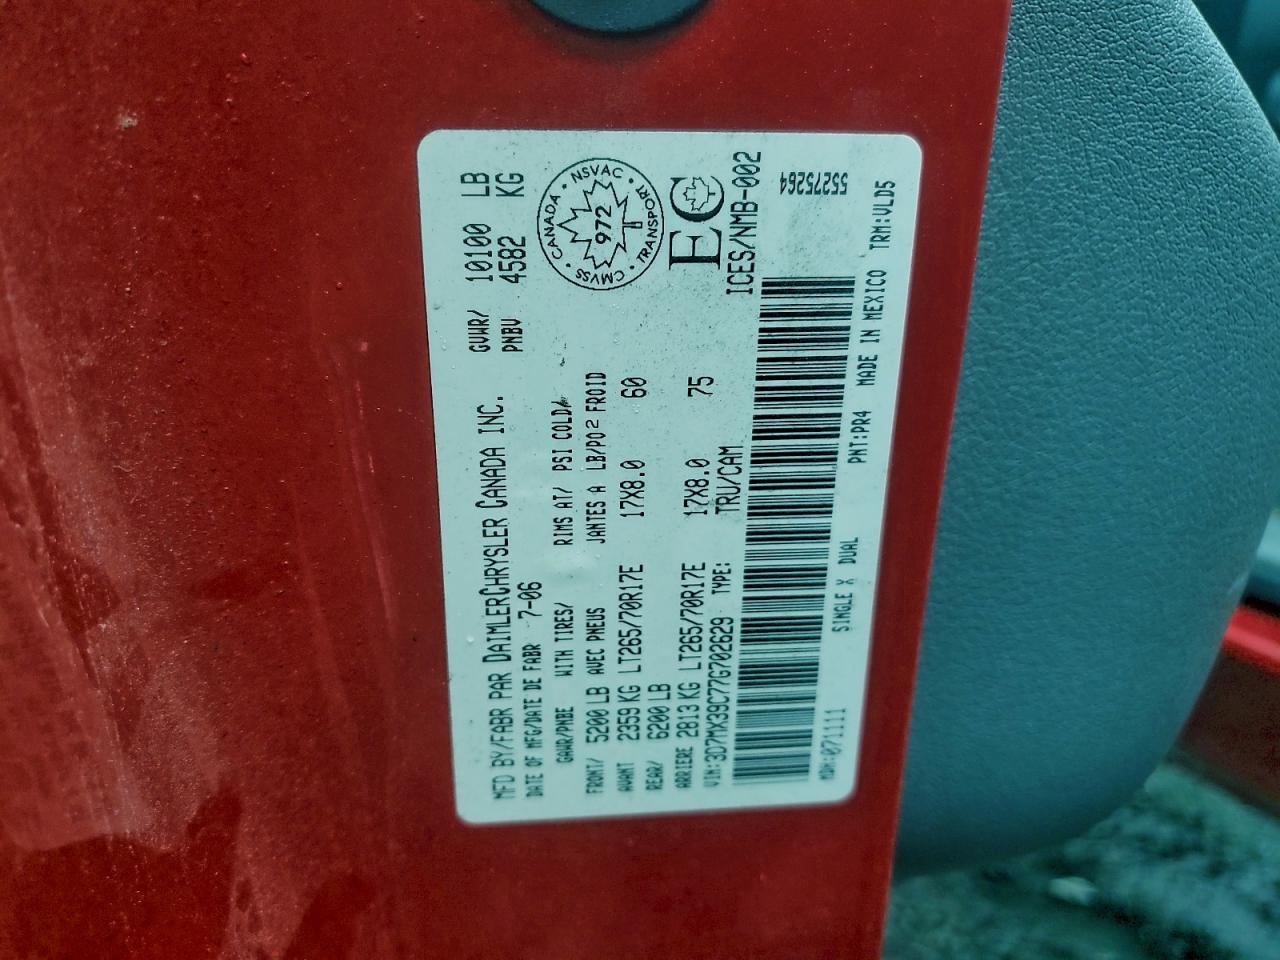 MFD BY/FABR PAR DAIMLERCHRYSLER CANADA INC.
DATE OF MFG/DATE DE FABR 7-06
GVWR/ 10100 LB
PNBV 4582 KG
GAWR/PNBE WITH TIRES/ RIMS AT/ PSI COLD/
AVEC PNEUS JANTES A LB/PO2 FROID
FRONT/ 5200 LB
AVANT 2359 KG LT265/70R17E 17X8.0 60
REAR/ 6200 LB
ARRIERE 2813 KG LT265/70R17E 17X8.0 75
VIN:3D7MX39C77G702629 TYPE: TRU/CAM
CANADA • NSVAC • TRANSPORT • CMVSS •
972
EC
ICES/NMB-002
55275264
MDH:071111 SINGLE X DUAL PNT:PR4 MADE IN MEXICO TRM:VLD5